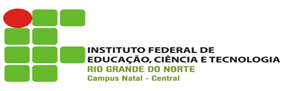 INSTITUTO FEDERAL DE
EDUCAÇÃO, CIÊNCIA E TECNOLOGIA
RIO GRANDE DO NORTE
Campus Natal - Central